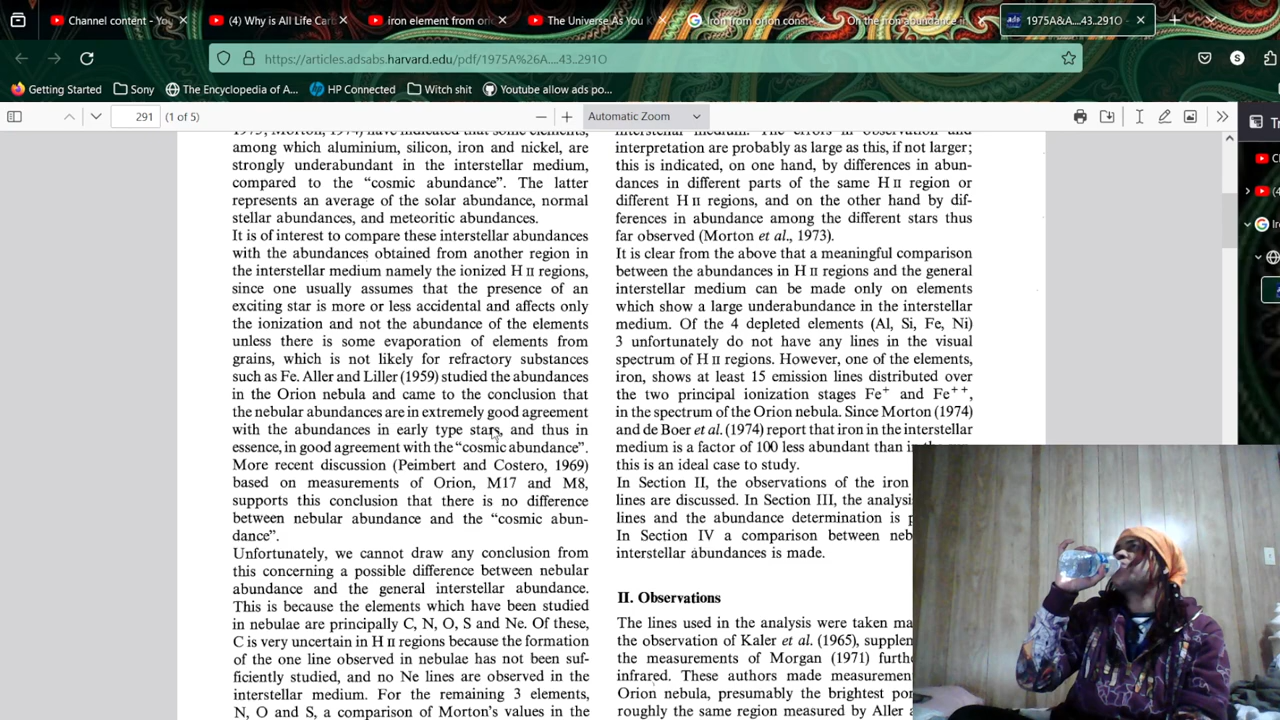 Channel content - You
(4) Why is All Life Car
iron element from ori
The Universe As You K
iron from orion const
On the iron abundance in
1975A&A....43..291O -
https://articles.adsabs.harvard.edu/pdf/1975A%26A....43..291O
S
Getting Started
Sony
The Encyclopedia of A...
HP Connected
Witch shit
Youtube allow ads po...
291
(1 of 5)
Automatic Zoom
among which aluminium, silicon, iron and nickel, are
strongly underabundant in the interstellar medium,
compared to the “cosmic abundance”. The latter
represents an average of the solar abundance, normal
stellar abundances, and meteoritic abundances.
It is of interest to compare these interstellar abundances
with the abundances obtained from another region in
the interstellar medium namely the ionized H II regions,
since one usually assumes that the presence of an
exciting star is more or less accidental and affects only
the ionization and not the abundance of the elements
unless there is some evaporation of elements from
grains, which is not likely for refractory substances
such as Fe. Aller and Liller (1959) studied the abundances
in the Orion nebula and came to the conclusion that
the nebular abundances are in extremely good agreement
with the abundances in early type stars, and thus in
essence, in good agreement with the “cosmic abundance”.
More recent discussion (Peimbert and Costero, 1969)
based on measurements of Orion, M17 and M8,
supports this conclusion that there is no difference
between nebular abundance and the “cosmic abun-
dance”.
Unfortunately, we cannot draw any conclusion from
this concerning a possible difference between nebular
abundance and the general interstellar abundance.
This is because the elements which have been studied
in nebulae are principally C, N, O, S and Ne. Of these,
C is very uncertain in H II regions because the formation
of the one line observed in nebulae has not been suf-
ficiently studied, and no Ne lines are observed in the
interstellar medium. For the remaining 3 elements,
N, O and S, a comparison of Morton’s values in the
interstellar medium. The errors in observation and
interpretation are probably as large as this, if not larger;
this is indicated, on one hand, by differences in abun-
dances in different parts of the same H II region or
different H II regions, and on the other hand by dif-
ferences in abundance among the different stars thus
far observed (Morton et al., 1973).
It is clear from the above that a meaningful comparison
between the abundances in H II regions and the general
interstellar medium can be made only on elements
which show a large underabundance in the interstellar
medium. Of the 4 depleted elements (Al, Si, Fe, Ni)
3 unfortunately do not have any lines in the visual
spectrum of H II regions. However, one of the elements,
iron, shows at least 15 emission lines distributed over
the two principal ionization stages Fe⁺ and Fe⁺⁺,
in the spectrum of the Orion nebula. Since Morton (1974)
and de Boer et al. (1974) report that iron in the interstellar
medium is a factor of 100 less abundant than in
this is an ideal case to study.
In Section II, the observations of the iron
lines are discussed. In Section III, the analysi
lines and the abundance determination is p
In Section IV a comparison between neb
interstellar abundances is made.
II. Observations
The lines used in the analysis were taken ma
the observation of Kaler et al. (1965), supplem
the measurements of Morgan (1971) furth
infrared. These authors made measuremen
Orion nebula, presumably the brightest por
roughly the same region measured by Aller a